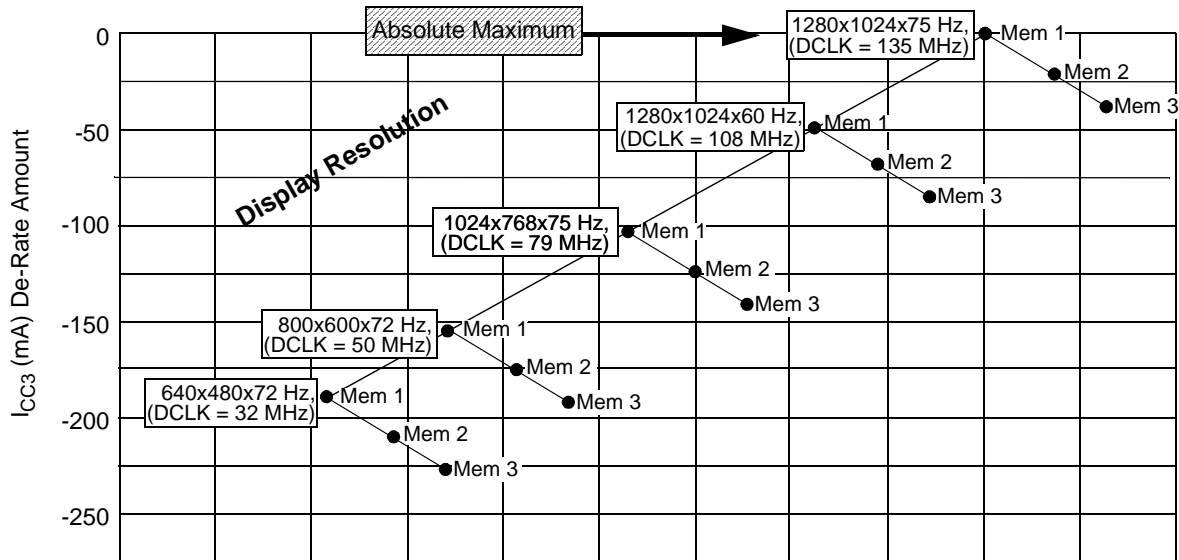 Absolute Maximum
1280x1024x75 Hz,
(DCLK = 135 MHz)
Mem 1
Mem 2
Mem 3
1280x1024x60 Hz,
(DCLK = 108 MHz)
Mem 1
Mem 2
Mem 3
Display Resolution
1024x768x75 Hz,
(DCLK = 79 MHz)
Mem 1
Mem 2
Mem 3
800x600x72 Hz,
(DCLK = 50 MHz)
Mem 1
Mem 2
Mem 3
640x480x72 Hz,
(DCLK = 32 MHz)
Mem 1
Mem 2
Mem 3
0
-50
-100
-150
-200
-250
ICC3 (mA) De-Rate Amount